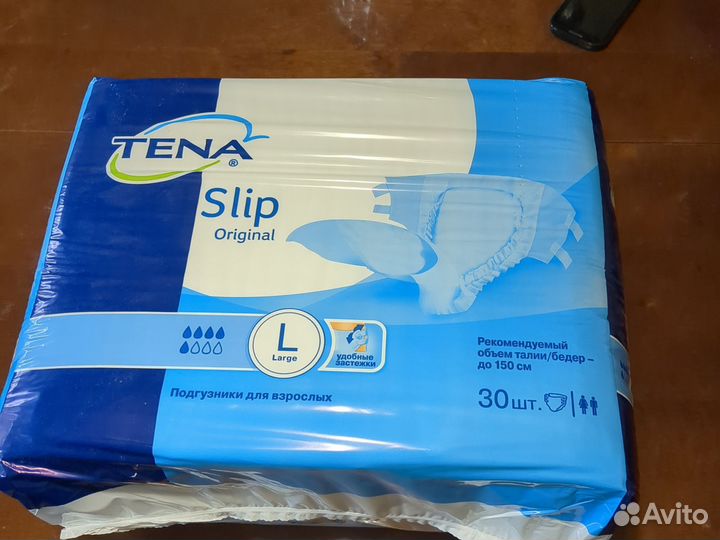 TENA®
Slip
Original
L
Large
удобные
застежки
Рекомендуемый
объем талии/бедер –
до 150 см
Подгузники для взрослых
30 шт.
Avito